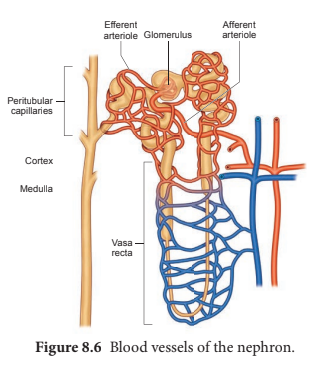 Efferent
arteriole
Glomerulus
Afferent
arteriole
Peritubular
capillaries
Cortex
Medulla
Vasa
recta
Figure 8.6 Blood vessels of the nephron.